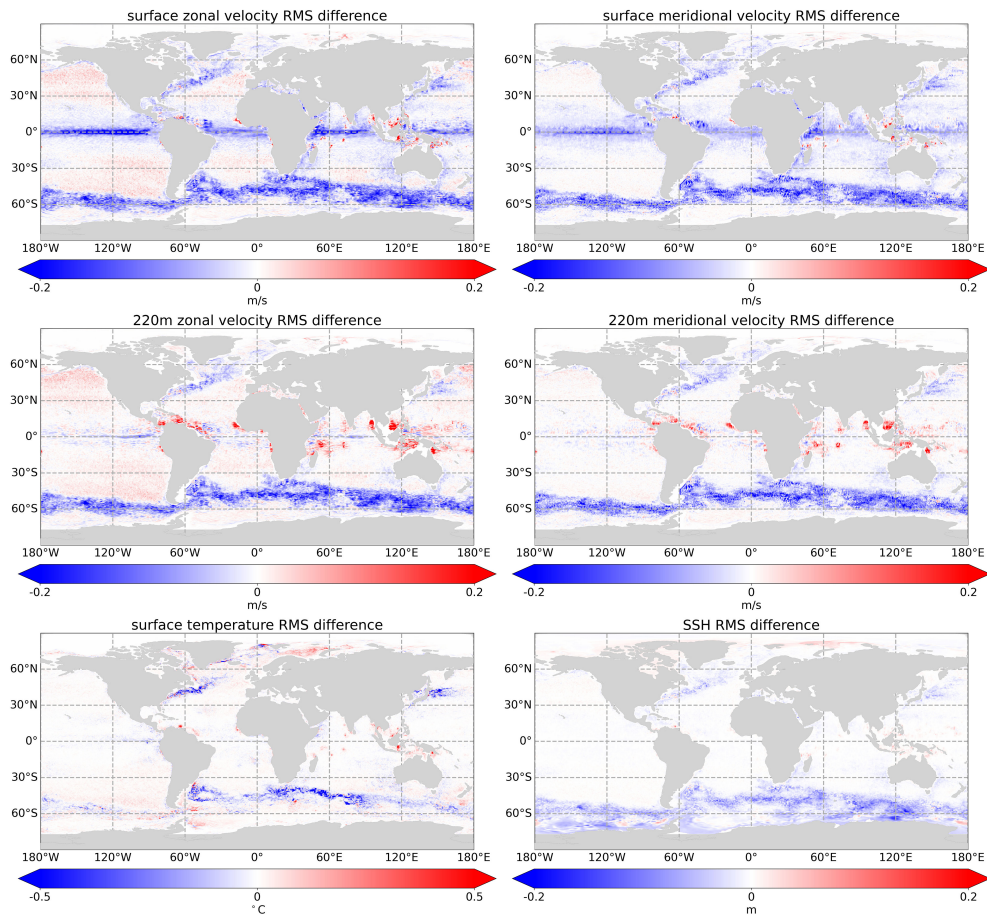 surface zonal velocity RMS difference
surface meridional velocity RMS difference
60°N
30°N
0°
30°S
60°S
180°W 120°W 60°W 0° 60°E 120°E 180°E
-0.2 0 0.2
m/s
60°N
30°N
0°
30°S
60°S
180°W 120°W 60°W 0° 60°E 120°E 180°E
-0.2 0 0.2
m/s
220m zonal velocity RMS difference
220m meridional velocity RMS difference
60°N
30°N
0°
30°S
60°S
180°W 120°W 60°W 0° 60°E 120°E 180°E
-0.2 0 0.2
m/s
60°N
30°N
0°
30°S
60°S
180°W 120°W 60°W 0° 60°E 120°E 180°E
-0.2 0 0.2
m/s
surface temperature RMS difference
SSH RMS difference
60°N
30°N
0°
30°S
60°S
180°W 120°W 60°W 0° 60°E 120°E 180°E
-0.5 0 0.5
°C
60°N
30°N
0°
30°S
60°S
180°W 120°W 60°W 0° 60°E 120°E 180°E
-0.2 0 0.2
m